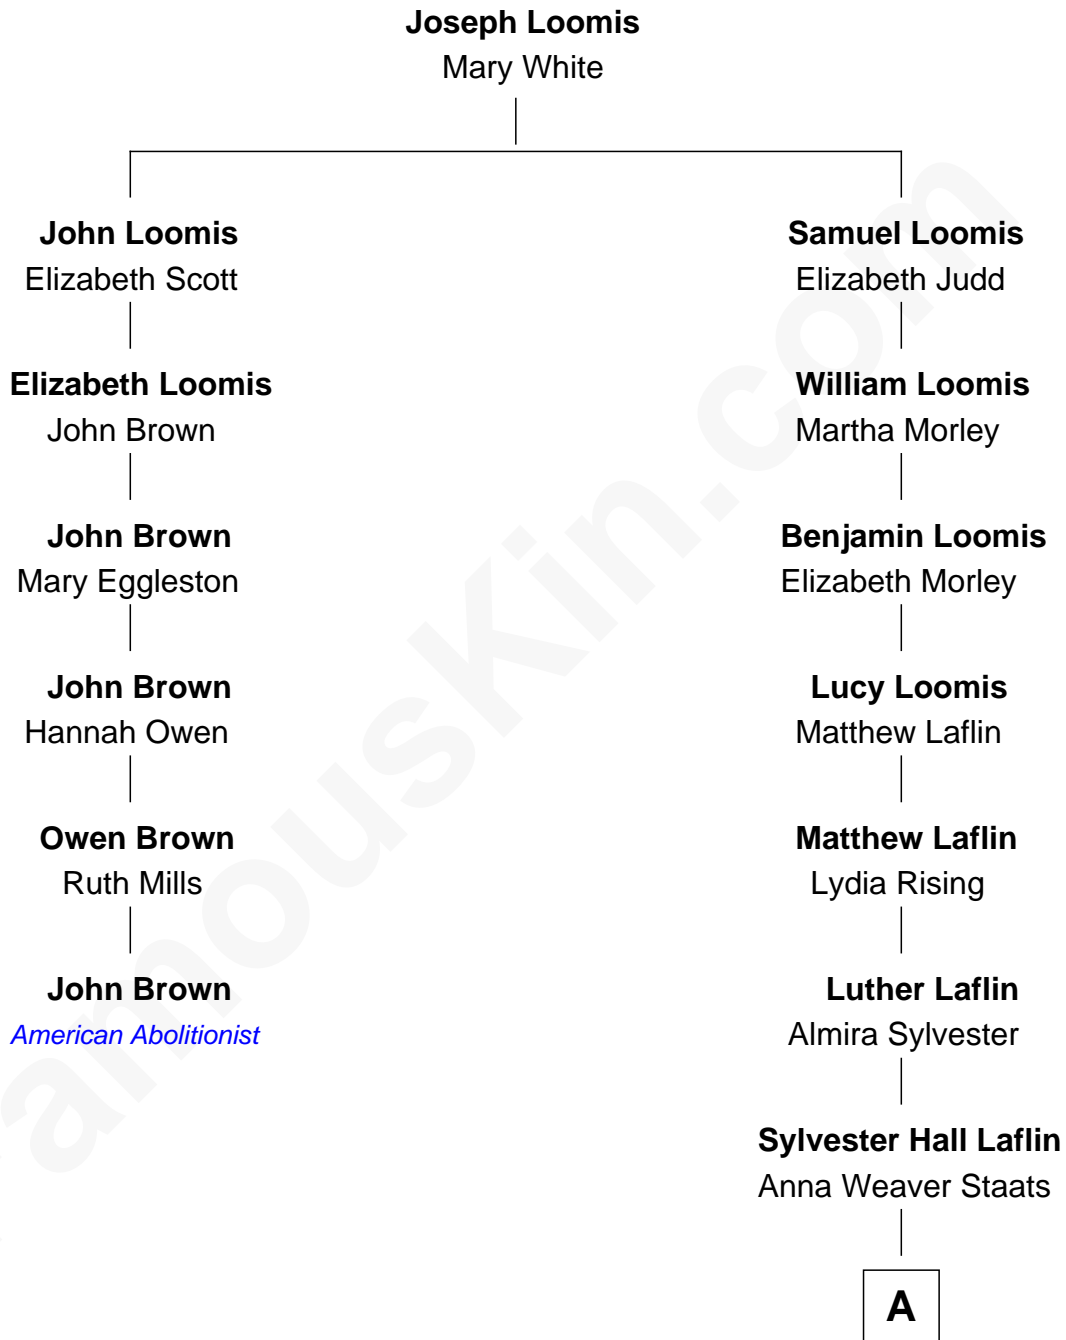 Joseph Loomis
Mary White
John Loomis
Elizabeth Scott
Elizabeth Loomis
John Brown
John Brown
Mary Eggleston
John Brown
Hannah Owen
Owen Brown
Ruth Mills
John Brown
American Abolitionist
Samuel Loomis
Elizabeth Judd
William Loomis
Martha Morley
Benjamin Loomis
Elizabeth Morley
Lucy Loomis
Matthew Laflin
Matthew Laflin
Lydia Rising
Luther Laflin
Almira Sylvester
Sylvester Hall Laflin
Anna Weaver Staats
A
amouskin.com